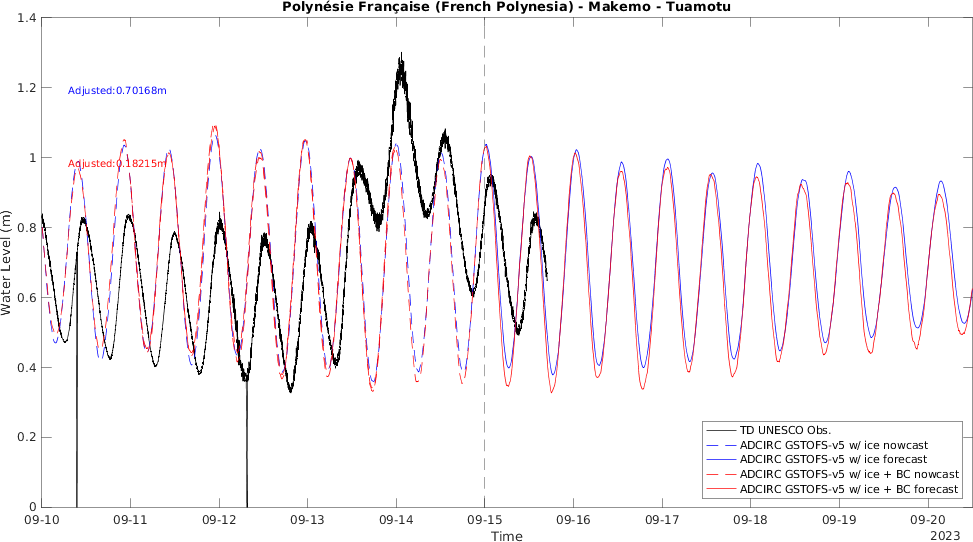 Polynésie Française (French Polynesia) - Makemo - Tuamotu
1.4
1.2
1
0.8
0.6
0.4
0.2
0
Water Level (m)
Adjusted:0.70168m
Adjusted:0.18215m
TD UNESCO Obs.
ADCIRC GSTOFS-v5 w/ ice nowcast
ADCIRC GSTOFS-v5 w/ ice forecast
ADCIRC GSTOFS-v5 w/ ice + BC nowcast
ADCIRC GSTOFS-v5 w/ ice + BC forecast
09-10 09-11 09-12 09-13 09-14 09-15 09-16 09-17 09-18 09-19 09-20
Time
2023